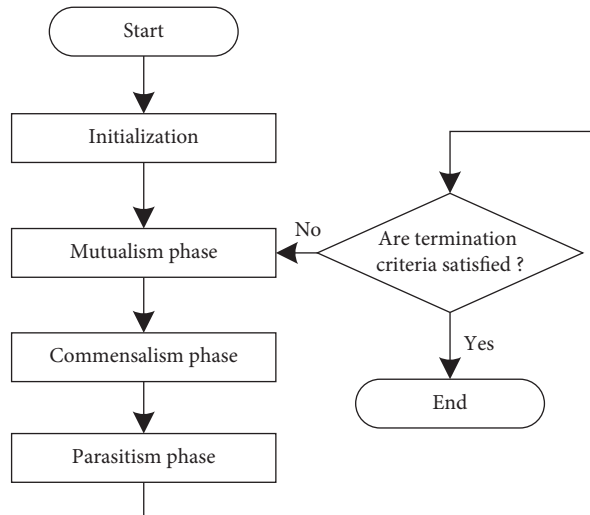 Start
Initialization
Mutualism phase
Commensalism phase
Parasitism phase
No
Are termination
criteria satisfied ?
Yes
End